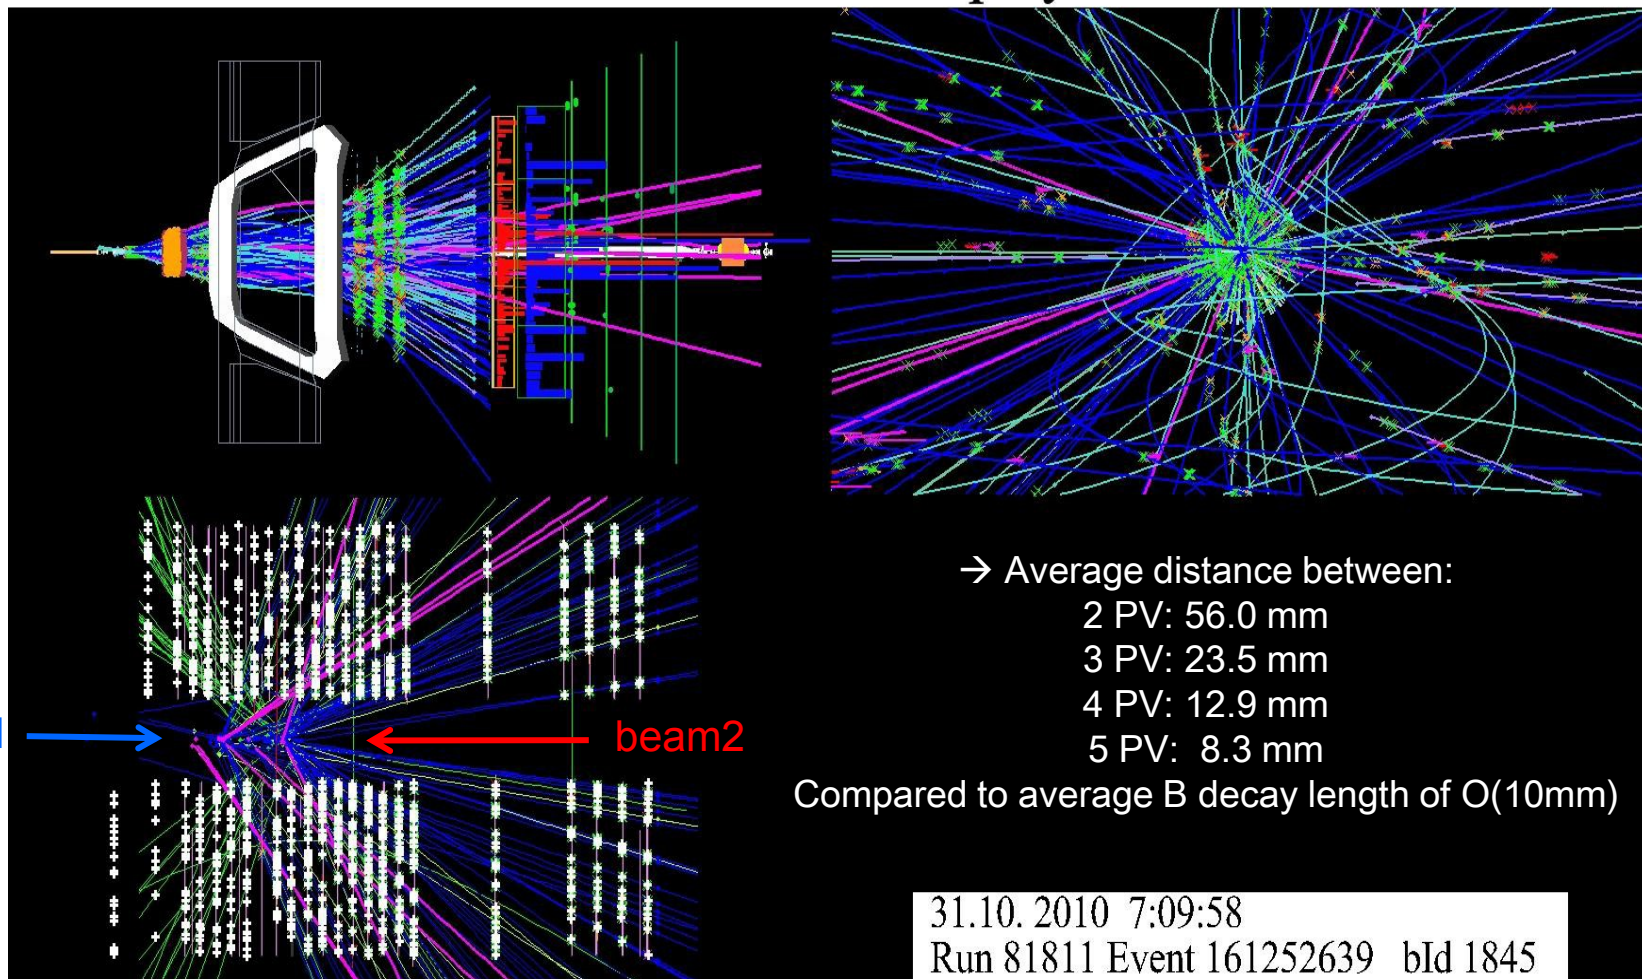 → Average distance between:
2 PV: 56.0 mm
3 PV: 23.5 mm
4 PV: 12.9 mm
5 PV: 8.3 mm
Compared to average B decay length of O(10mm)
beam2
31.10. 2010 7:09:58
Run 81811 Event 161252639 bId 1845